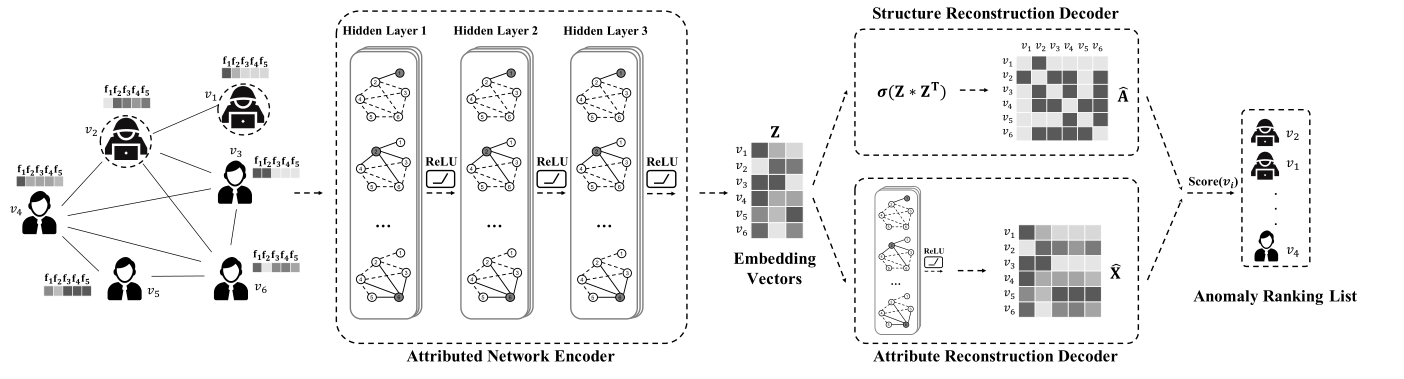 Structure Reconstruction Decoder
Hidden Layer 1
Hidden Layer 2
Hidden Layer 3
f1f2f3f4f5
v1
f1f2f3f4f5
v2
v3
f1f2f3f4f5
f1f2f3f4f5
v4
f1f2f3f4f5
v5
f1f2f3f4f5
v6
ReLU
ReLU
ReLU
...
...
...
Attributed Network Encoder
Z
v1
v2
v3
v4
v5
v6
Embedding
Vectors
σ(Z ∗ Z^T)
v1 v2 v3 v4 v5 v6
v1
v2
v3
v4
v5
v6
Â
ReLU
...
v1
v2
v3
v4
v5
v6
X̂
Attribute Reconstruction Decoder
Score(vi)
v2
v1
v4
Anomaly Ranking List